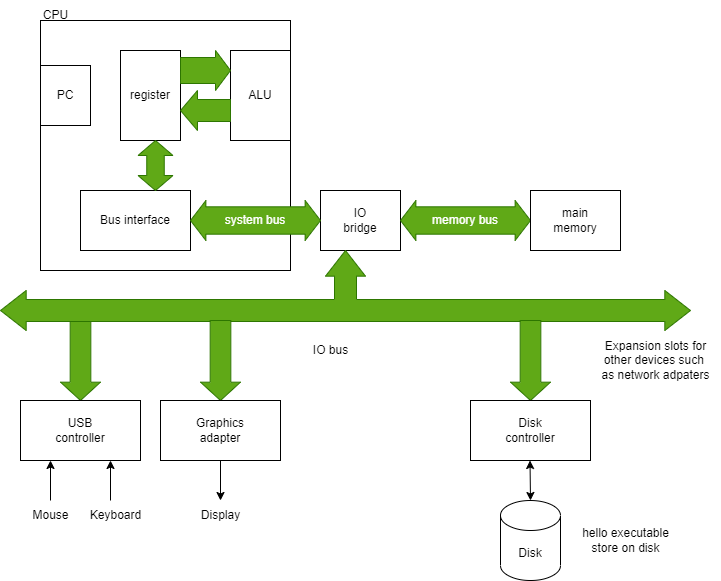 CPU
PC
register
ALU
Bus interface
system bus
IO
bridge
memory bus
main
memory
IO bus
Expansion slots for
other devices such
as network adpaters
USB
controller
Graphics
adapter
Disk
controller
Mouse
Keyboard
Display
Disk
hello executable
store on disk